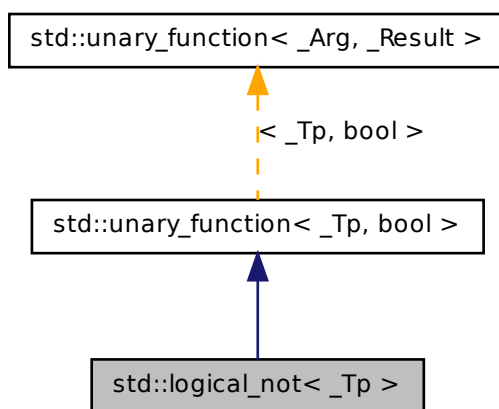 std::unary_function< _Arg, _Result >
< _Tp, bool >
std::unary_function< _Tp, bool >
std::logical_not< _Tp >